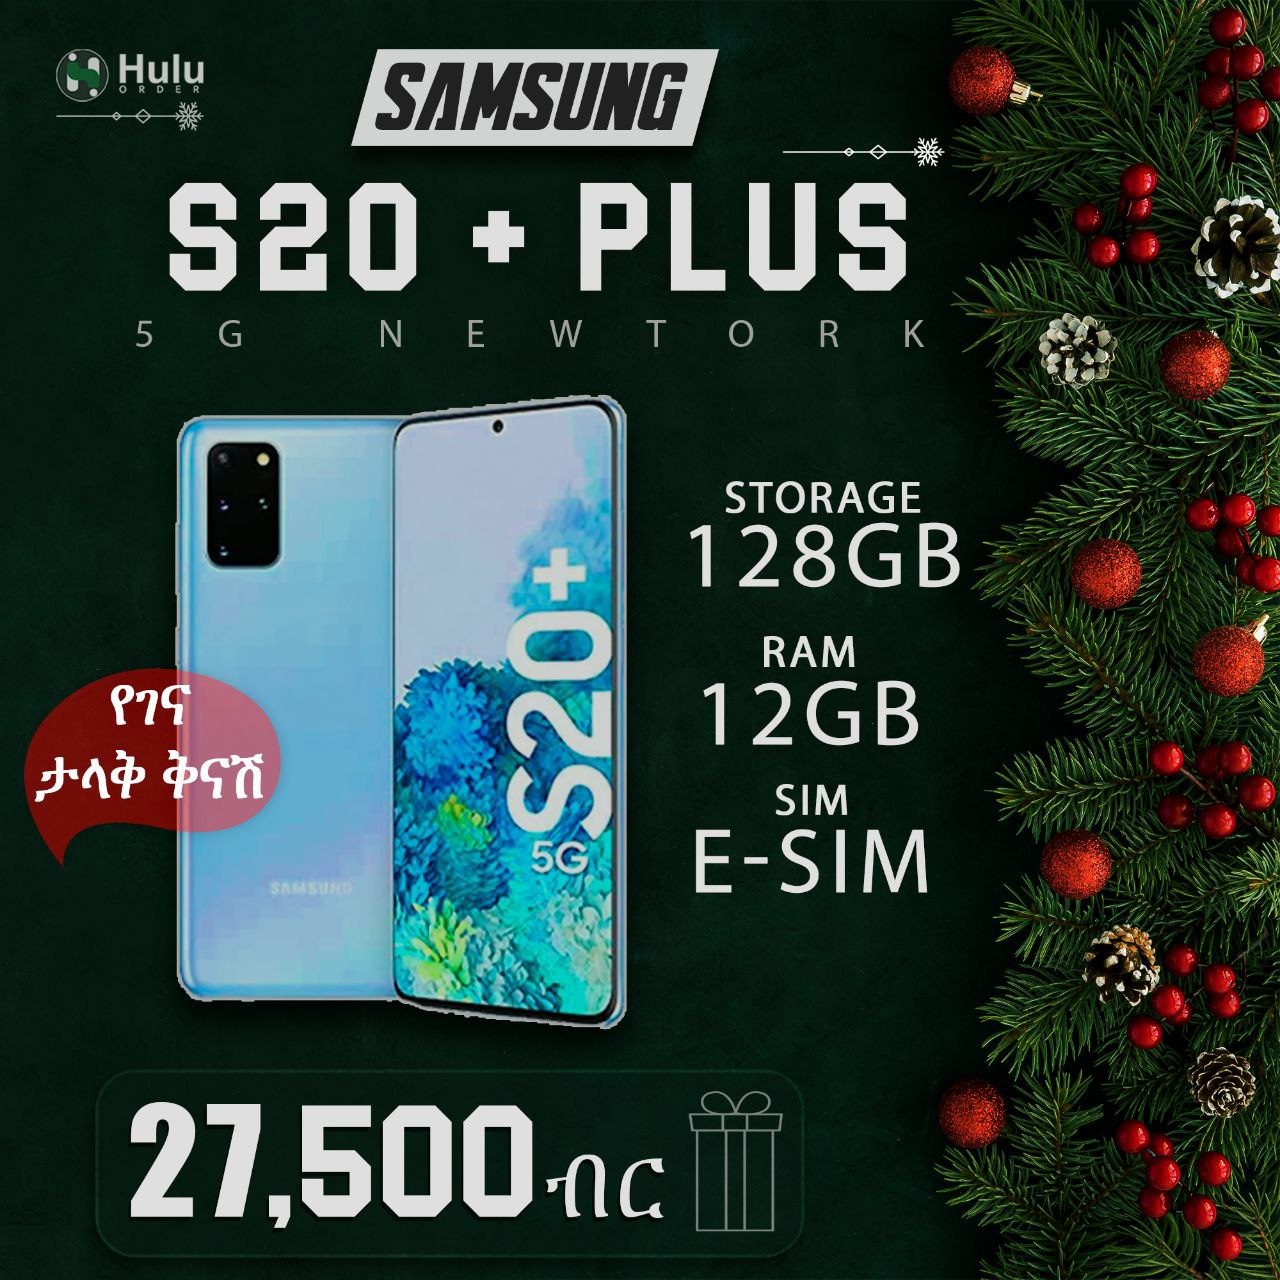 Hulu
ORDER
SAMSUNG
S20 + PLUS
5G NEWTORK
STORAGE
128GB
RAM
12GB
SIM
E-SIM
S20+
5G
SAMSUNG
የገና
ታላቅ ቅናሽ
27,500 ብር